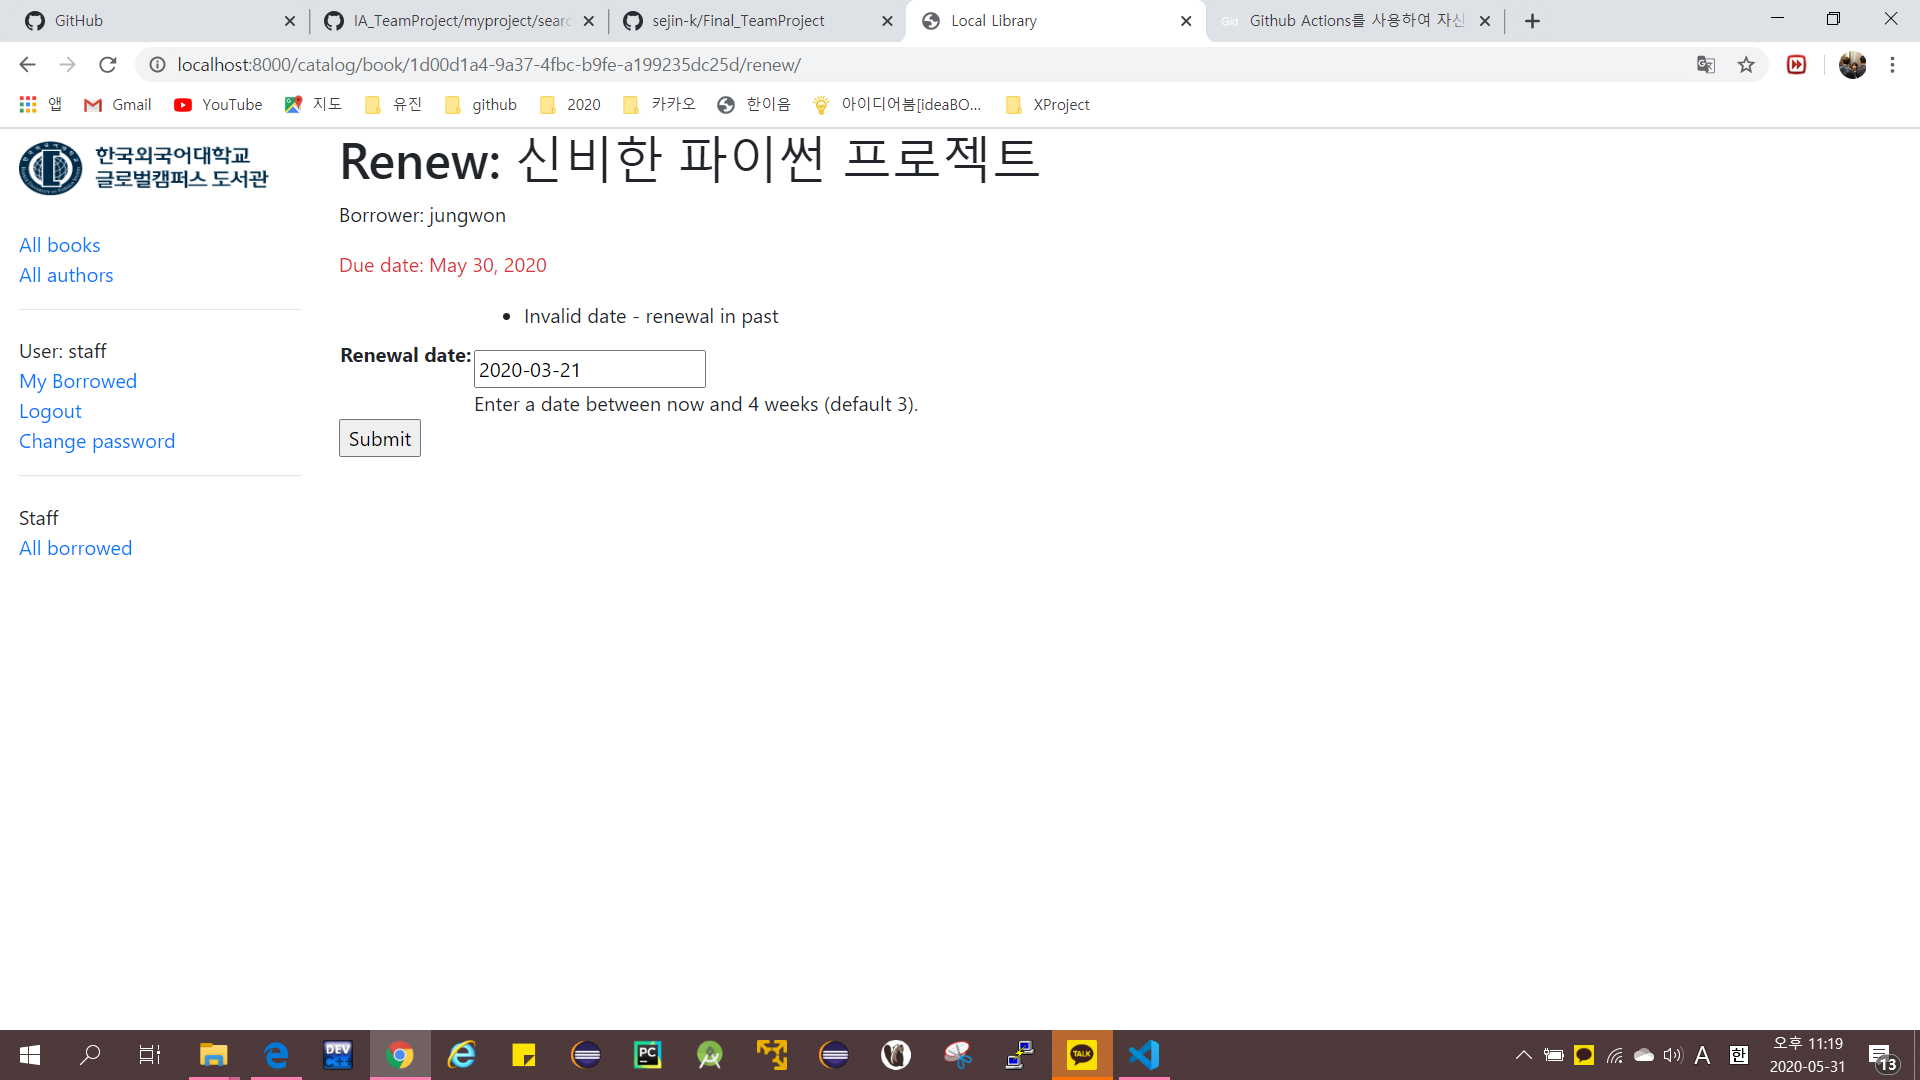 GitHub
IA_TeamProject/myproject/searc
sejin-k/Final_TeamProject
Local Library
Github Actions를 사용하여 자신
localhost:8000/catalog/book/1d00d1a4-9a37-4fbc-b9fe-a199235dc25d/renew/
앱
Gmail
YouTube
지도
유진
github
2020
카카오
한이음
아이디어봄[ideaBO...
XProject
한국외국어대학교
글로벌캠퍼스 도서관
All books
All authors
User: staff
My Borrowed
Logout
Change password
Staff
All borrowed
Renew: 신비한 파이썬 프로젝트
Borrower: jungwon
Due date: May 30, 2020
Invalid date - renewal in past
Renewal date:
2020-03-21
Enter a date between now and 4 weeks (default 3).
Submit
DEV
C++
PC
TALK
A
한
오후 11:19
2020-05-31
13